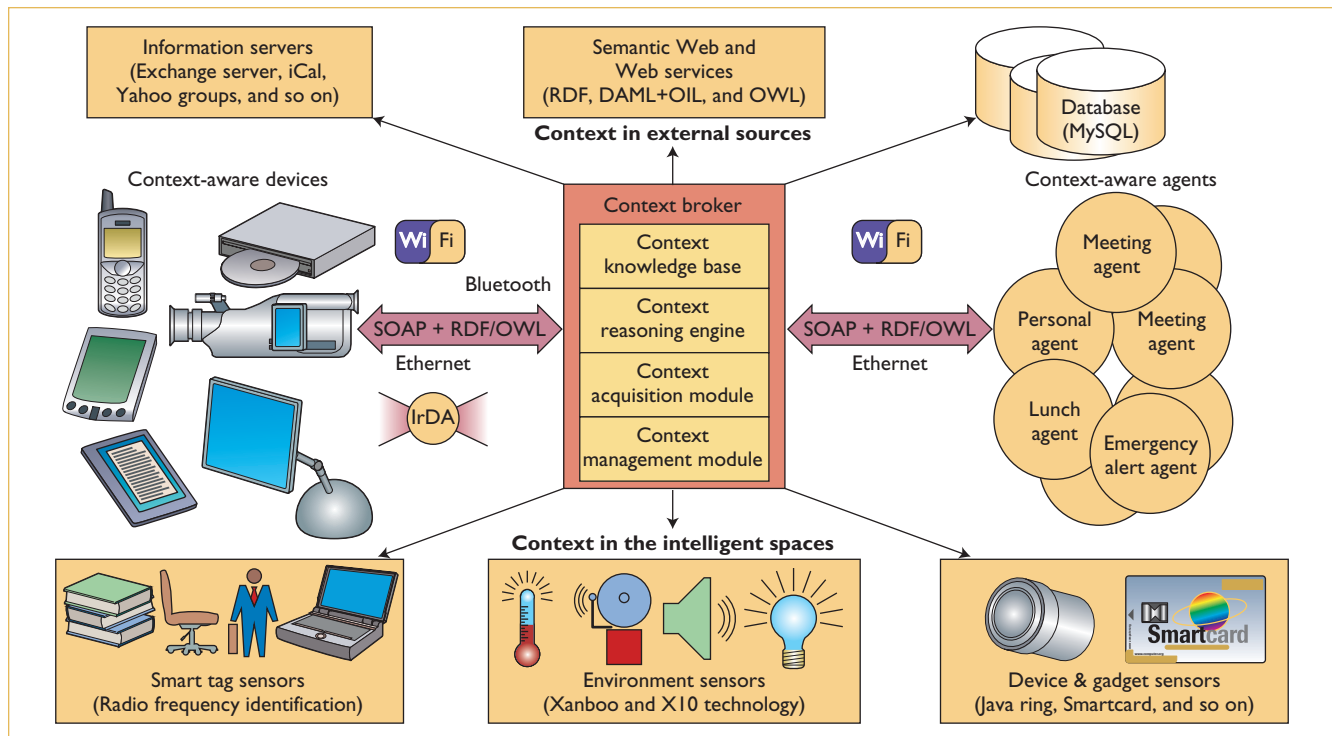 Information servers
(Exchange server, iCal,
Yahoo groups, and so on)
Semantic Web and
Web services
(RDF, DAML+OIL, and OWL)
Context in external sources
Database
(MySQL)
Context-aware devices
Context-aware agents
Context broker
Context
knowledge base
Context
reasoning engine
Context
acquisition module
Context
management module
Wi Fi
Bluetooth
SOAP + RDF/OWL
Ethernet
IrDA
Wi Fi
SOAP + RDF/OWL
Ethernet
Meeting
agent
Personal
agent
Meeting
agent
Lunch
agent
Emergency
alert agent
Context in the intelligent spaces
Smart tag sensors
(Radio frequency identification)
Environment sensors
(Xanboo and X10 technology)
Smartcard
Device & gadget sensors
(Java ring, Smartcard, and so on)